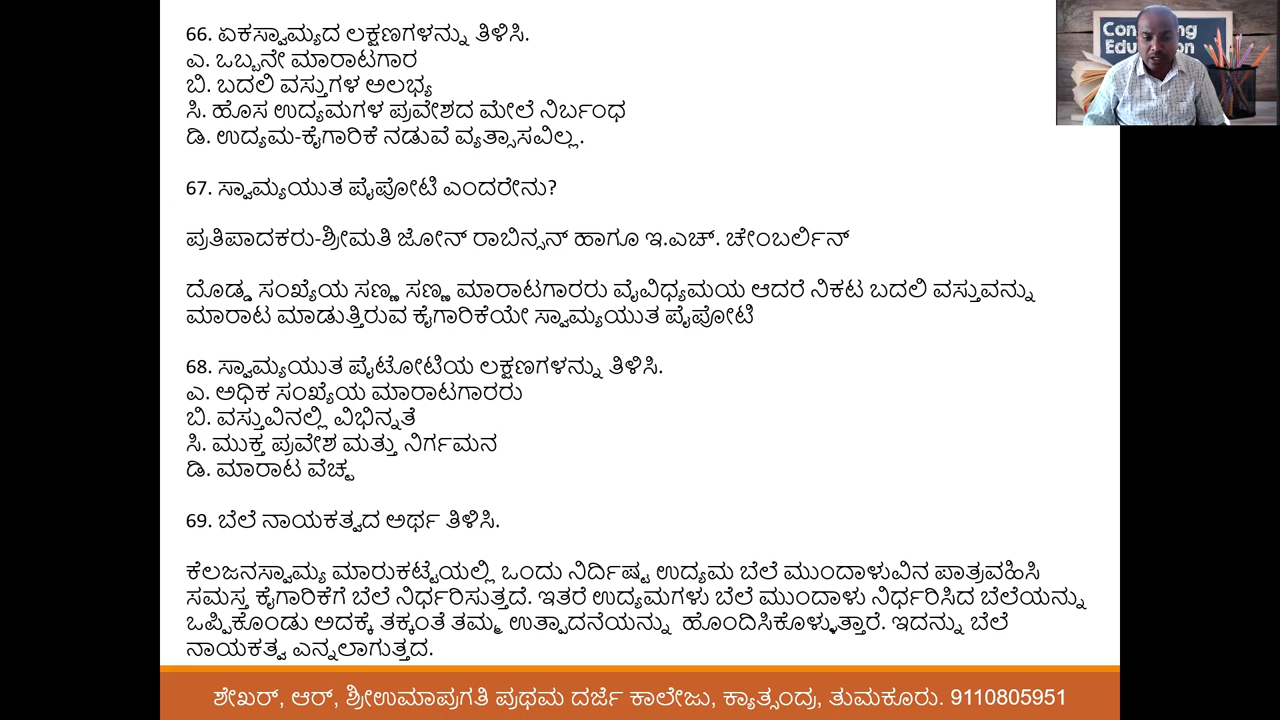 66. ಏಕಸ್ವಾಮ್ಯದ ಲಕ್ಷಣಗಳನ್ನು ತಿಳಿಸಿ.
ಎ. ಒಬ್ಬನೇ ಮಾರಾಟಗಾರ
ಬಿ. ಬದಲಿ ವಸ್ತುಗಳ ಅಲಭ್ಯ
ಸಿ. ಹೊಸ ಉದ್ಯಮಗಳ ಪ್ರವೇಶದ ಮೇಲೆ ನಿರ್ಬಂಧ
ಡಿ. ಉದ್ಯಮ-ಕೈಗಾರಿಕೆ ನಡುವೆ ವ್ಯತ್ಸಾಸವಿಲ್ಲ.
67. ಸ್ವಾಮ್ಯಯುತ ಪೈಪೋಟಿ ಎಂದರೇನು?
ಪ್ರತಿಪಾದಕರು-ಶ್ರೀಮತಿ ಜೋನ್ ರಾಬಿನ್ಸನ್ ಹಾಗೂ ಇ.ಎಚ್. ಚೇಂಬರ್ಲಿನ್
ದೊಡ್ಡ ಸಂಖ್ಯೆಯ ಸಣ್ಣ ಸಣ್ಣ ಮಾರಾಟಗಾರರು ವೈವಿಧ್ಯಮಯ ಆದರೆ ನಿಕಟ ಬದಲಿ ವಸ್ತುವನ್ನು
ಮಾರಾಟ ಮಾಡುತ್ತಿರುವ ಕೈಗಾರಿಕೆಯೇ ಸ್ವಾಮ್ಯಯುತ ಪೈಪೋಟಿ
68. ಸ್ವಾಮ್ಯಯುತ ಪೈಟೋಟಿಯ ಲಕ್ಷಣಗಳನ್ನು ತಿಳಿಸಿ.
ಎ. ಅಧಿಕ ಸಂಖ್ಯೆಯ ಮಾರಾಟಗಾರರು
ಬಿ. ವಸ್ತುವಿನಲ್ಲಿ ವಿಭಿನ್ನತೆ
ಸಿ. ಮುಕ್ತ ಪ್ರವೇಶ ಮತ್ತು ನಿರ್ಗಮನ
ಡಿ. ಮಾರಾಟ ವೆಚ್ಚ
69. ಬೆಲೆ ನಾಯಕತ್ವದ ಅರ್ಥ ತಿಳಿಸಿ.
ಕೆಲಜನಸ್ವಾಮ್ಯ ಮಾರುಕಟ್ಟೆಯಲ್ಲಿ ಒಂದು ನಿರ್ದಿಷ್ಟ ಉದ್ಯಮ ಬೆಲೆ ಮುಂದಾಳುವಿನ ಪಾತ್ರವಹಿಸಿ
ಸಮಸ್ತ ಕೈಗಾರಿಕೆಗೆ ಬೆಲೆ ನಿರ್ಧರಿಸುತ್ತದೆ. ಇತರೆ ಉದ್ಯಮಗಳು ಬೆಲೆ ಮುಂದಾಳು ನಿರ್ಧರಿಸಿದ ಬೆಲೆಯನ್ನು
ಒಪ್ಪಿಕೊಂಡು ಅದಕ್ಕೆ ತಕ್ಕಂತೆ ತಮ್ಮ ಉತ್ಪಾದನೆಯನ್ನು ಹೊಂದಿಸಿಕೊಳ್ಳುತ್ತಾರೆ. ಇದನ್ನು ಬೆಲೆ
ನಾಯಕತ್ವ ಎನ್ನಲಾಗುತ್ತದ.
ಶೇಖರ್, ಆರ್, ಶ್ರೀಉಮಾಪ್ರಗತಿ ಪ್ರಥಮ ದರ್ಜೆ ಕಾಲೇಜು, ಕ್ಯಾತ್ಸಂದ್ರ, ತುಮಕೂರು. 9110805951